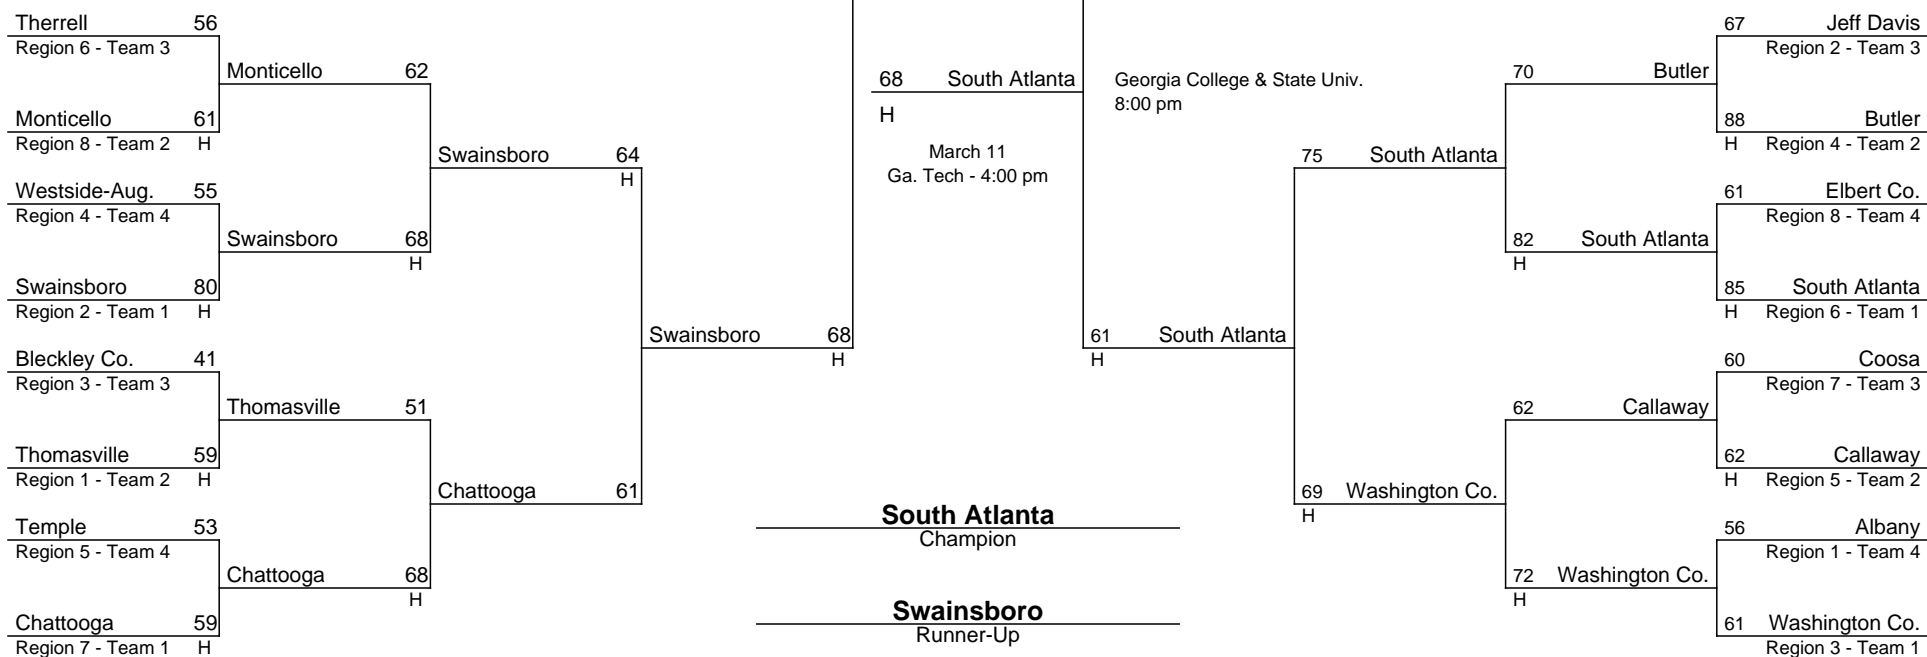 Therrell 56
Region 6 - Team 3
Monticello 62
Monticello 61
Region 8 - Team 2 H
Swainsboro 64
H
Westside-Aug. 55
Region 4 - Team 4
Swainsboro 68
H
Swainsboro 80
Region 2 - Team 1 H
Swainsboro 68
H
Bleckley Co. 41
Region 3 - Team 3
Thomasville 51
Thomasville 59
Region 1 - Team 2 H
Chattooga 61
Temple 53
Region 5 - Team 4
Chattooga 68
H
Chattooga 59
Region 7 - Team 1 H
68 South Atlanta
H
March 11
Ga. Tech - 4:00 pm
Georgia College & State Univ.
8:00 pm
61 South Atlanta
H
South Atlanta
Champion
Swainsboro
Runner-Up
67 Jeff Davis
Region 2 - Team 3
70 Butler
88 Butler
H Region 4 - Team 2
75 South Atlanta
61 Elbert Co.
Region 8 - Team 4
82 South Atlanta
H
85 South Atlanta
H Region 6 - Team 1
60 Coosa
Region 7 - Team 3
62 Callaway
62 Callaway
H Region 5 - Team 2
69 Washington Co.
H
56 Albany
Region 1 - Team 4
72 Washington Co.
H
61 Washington Co.
Region 3 - Team 1